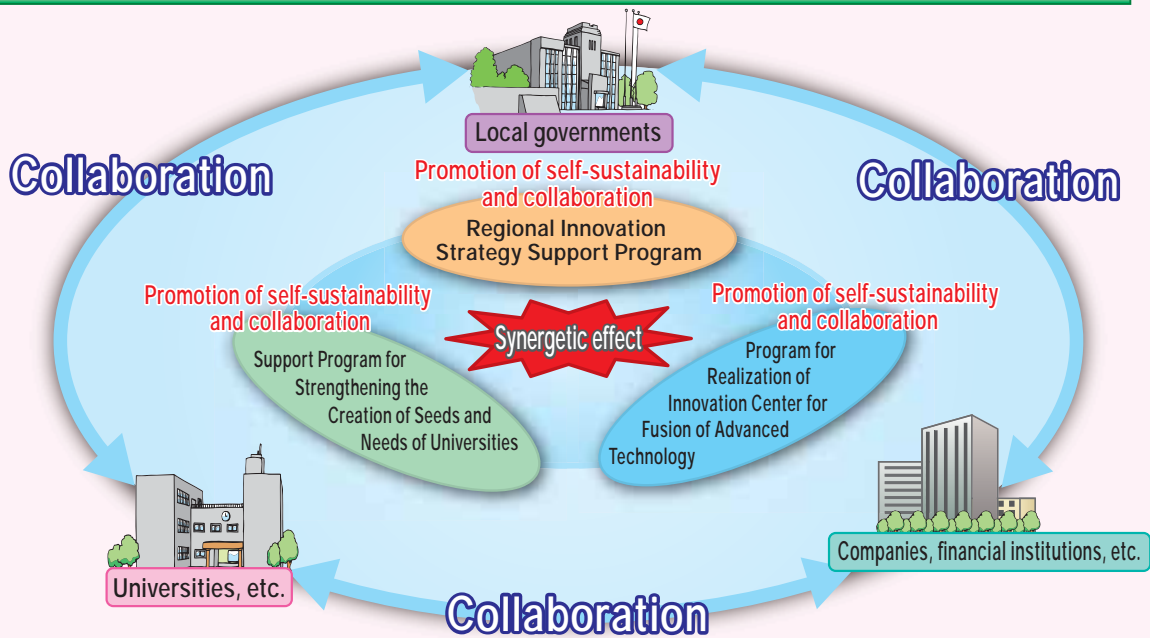 Local governments
Collaboration
Collaboration
Promotion of self-sustainability
and collaboration
Regional Innovation
Strategy Support Program
Promotion of self-sustainability
and collaboration
Promotion of self-sustainability
and collaboration
Synergetic effect
Support Program for
Strengthening the
Creation of Seeds and
Needs of Universities
Program for
Realization of
Innovation Center for
Fusion of Advanced
Technology
Universities, etc.
Companies, financial institutions, etc.
Collaboration